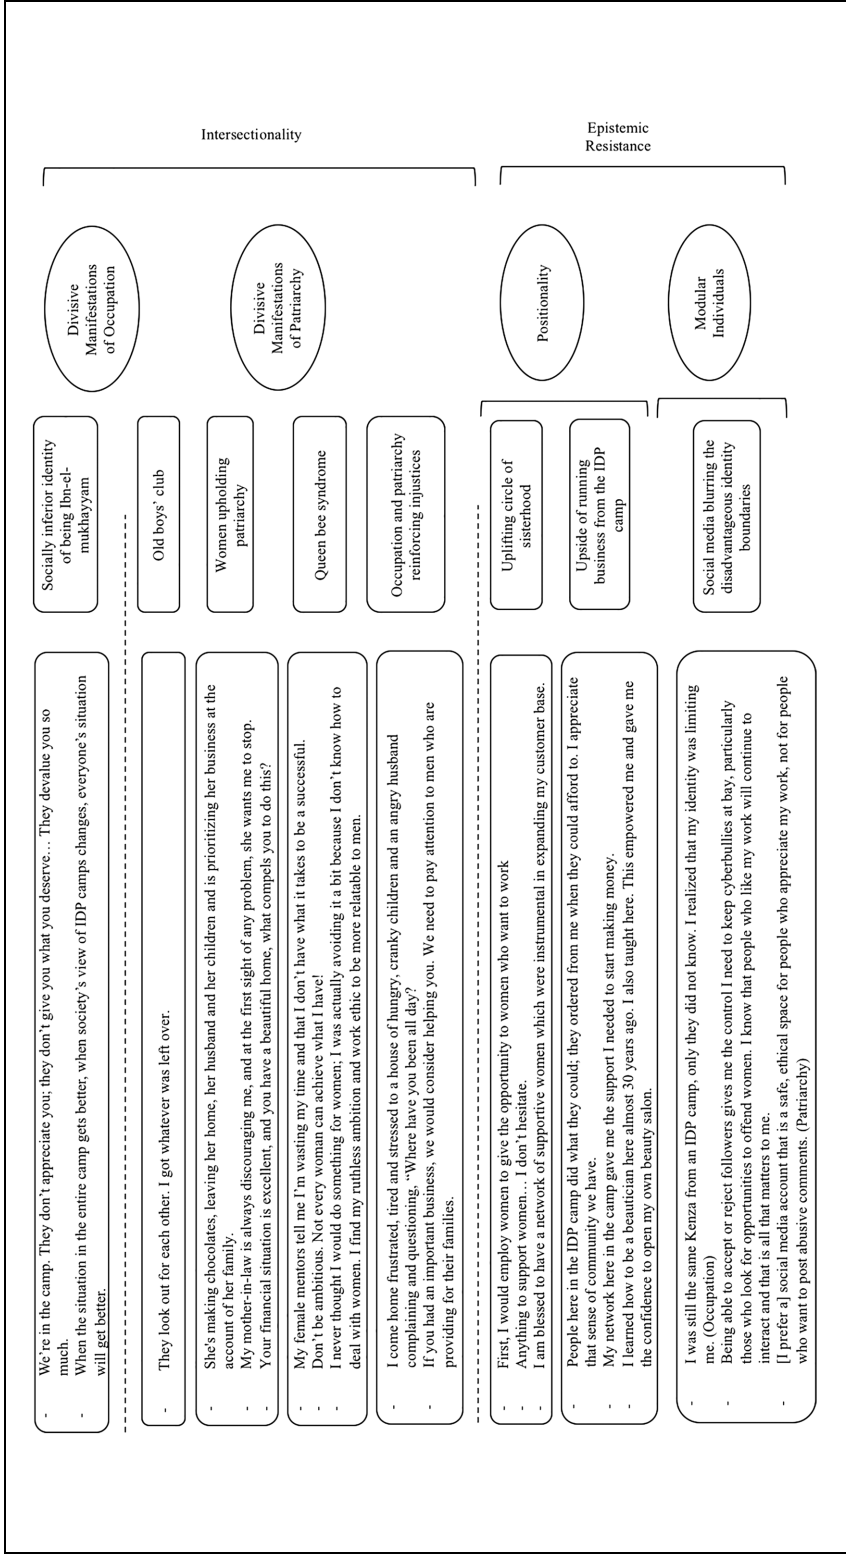 - We're in the camp. They don't appreciate you; they don't give you what you deserve… They devalue you so
much.
- When the situation in the entire camp gets better, when society's view of IDP camps changes, everyone's situation
will get better.
Socially inferior identity
of being Ibn-el-
mukhayyam
Divisive
Manifestations
of Occupation
- They look out for each other. I got whatever was left over.
Old boys' club
- She's making chocolates, leaving her home, her husband and her children and is prioritizing her business at the
account of her family.
- My mother-in-law is always discouraging me, and at the first sight of any problem, she wants me to stop.
- Your financial situation is excellent, and you have a beautiful home, what compels you to do this?
Women upholding
patriarchy
- My female mentors tell me I'm wasting my time and that I don't have what it takes to be a successful.
- Don't be ambitious. Not every woman can achieve what I have!
- I never thought I would do something for women; I was actually avoiding it a bit because I don't know how to
deal with women. I find my ruthless ambition and work ethic to be more relatable to men.
Queen bee syndrome
- I come home frustrated, tired and stressed to a house of hungry, cranky children and an angry husband
complaining and questioning, “Where have you been all day?
- If you had an important business, we would consider helping you. We need to pay attention to men who are
providing for their families.
Occupation and patriarchy
reinforcing injustices
Divisive
Manifestations
of Patriarchy
Intersectionality
- First, I would employ women to give the opportunity to women who want to work
- Anything to support women… I don't hesitate.
- I am blessed to have a network of supportive women which were instrumental in expanding my customer base.
Uplifting circle of
sisterhood
- People here in the IDP camp did what they could; they ordered from me when they could afford to. I appreciate
that sense of community we have.
- My network here in the camp gave me the support I needed to start making money.
- I learned how to be a beautician here almost 30 years ago. I also taught here. This empowered me and gave me
the confidence to open my own beauty salon.
Upside of running
business from the IDP
camp
Positionality
- I was still the same Kenza from an IDP camp, only they did not know. I realized that my identity was limiting
me. (Occupation)
- Being able to accept or reject followers gives me the control I need to keep cyberbullies at bay, particularly
those who look for opportunities to offend women. I know that people who like my work will continue to
interact and that is all that matters to me.
- [I prefer a] social media account that is a safe, ethical space for people who appreciate my work, not for people
who want to post abusive comments. (Patriarchy)
Social media blurring the
disadvantageous identity
boundaries
Modular
Individuals
Epistemic
Resistance